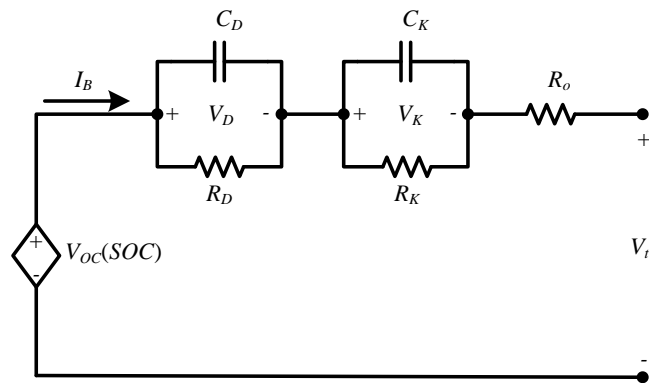 C_D C_K
I_B R_o
+ V_D - + V_K -
+
R_D R_K
+ V_OC(SOC) V_t
-
-